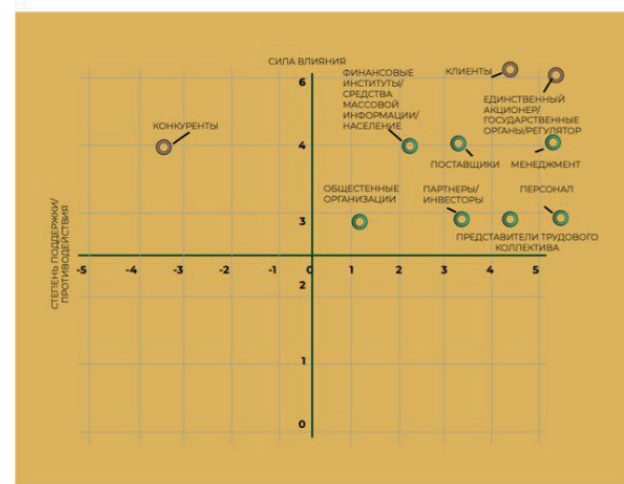 СИЛА ВЛИЯНИЯ
6
ФИНАНСОВЫЕ
ИНСТИТУТЫ/
СРЕДСТВА
МАССОВОЙ
ИНФОРМАЦИИ/
НАСЕЛЕНИЕ
КЛИЕНТЫ
ЕДИНСТВЕННЫЙ
АКЦИОНЕР/
ГОСУДАРСТВЕННЫЕ
ОРГАНЫ/РЕГУЛЯТОР
КОНКУРЕНТЫ
4
ПОСТАВЩИКИ
МЕНЕДЖМЕНТ
ОБЩЕСТЕННЫЕ
ОРГАНИЗАЦИИ
ПАРТНЕРЫ/
ИНВЕСТОРЫ
ПЕРСОНАЛ
3
ПРЕДСТАВИТЕЛИ ТРУДОВОГО
КОЛЛЕКТИВА
СТЕПЕНЬ ПОДДЕРЖКИ/
ПРОТИВОДЕЙСТВИЯ
-5 -4 -3 -2 -1 0 1 2 3 4 5
2
1
0